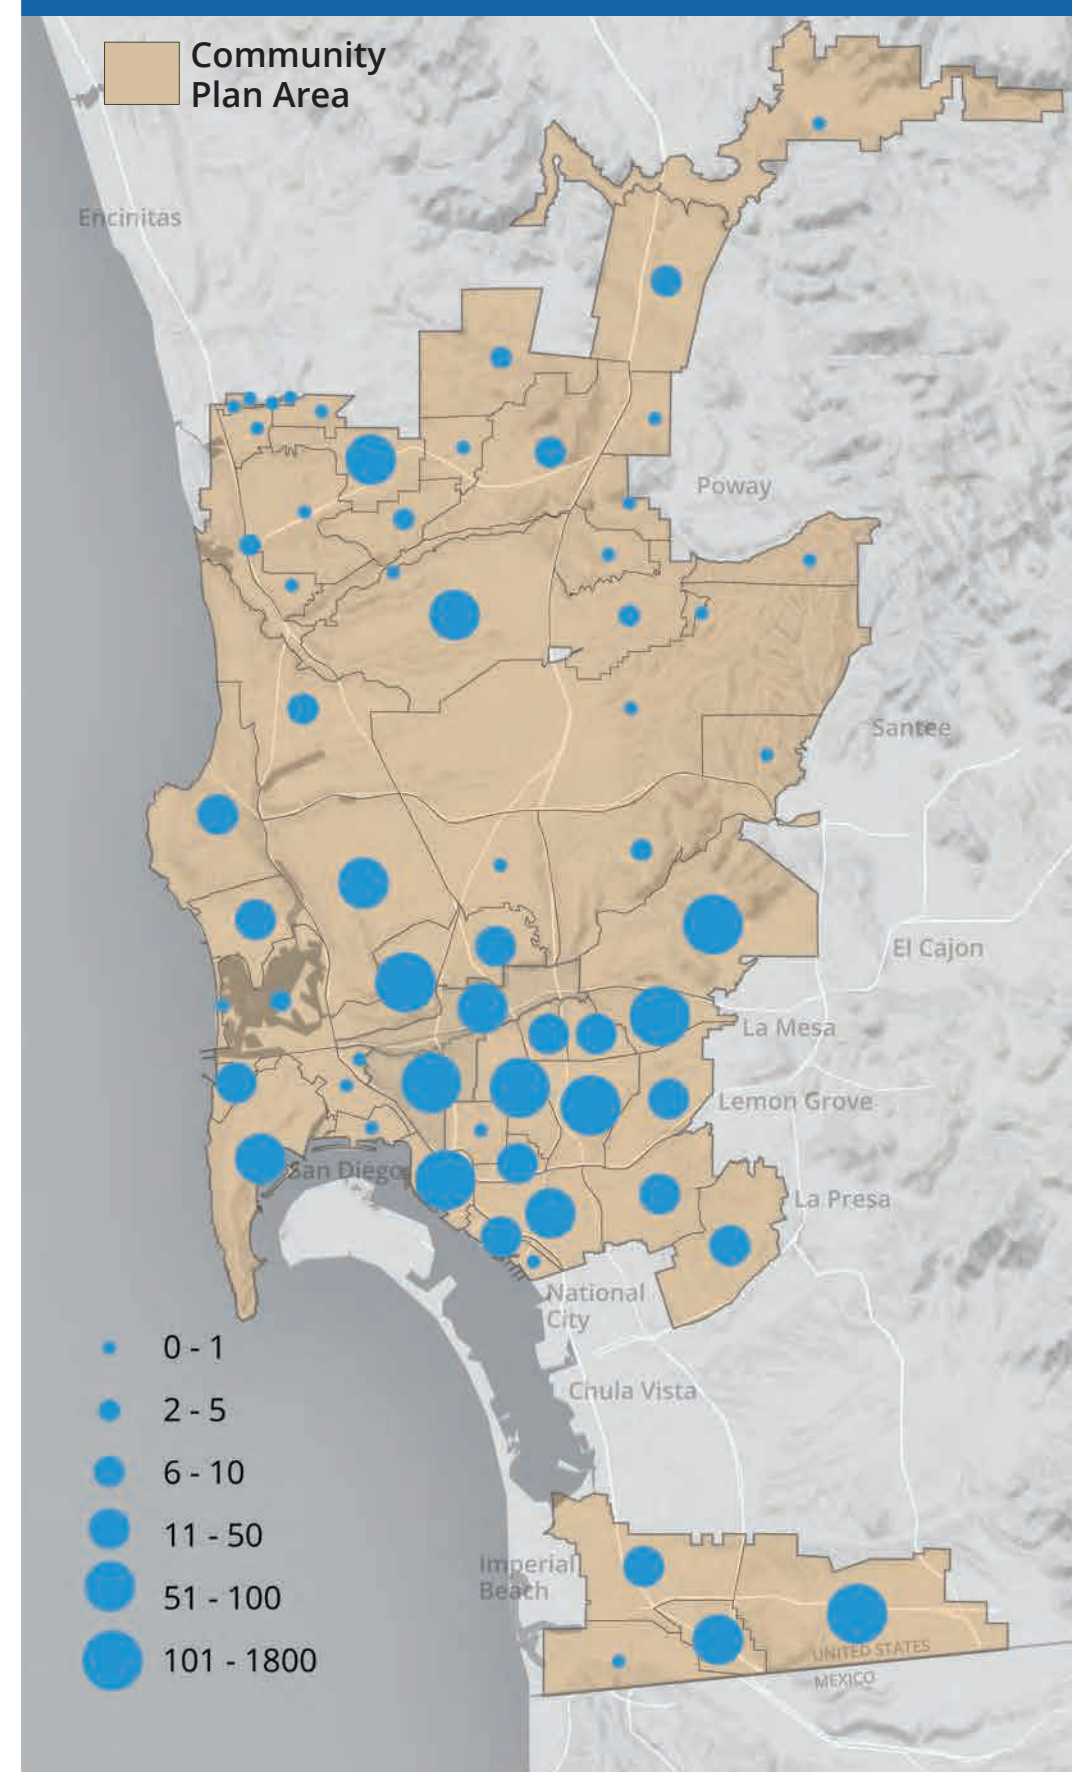 Community
Plan Area
Encinitas
Poway
Santee
El Cajon
La Mesa
Lemon Grove
San Diego
La Presa
National
City
Chula Vista
Imperial
Beach
UNITED STATES
MEXICO
0 - 1
2 - 5
6 - 10
11 - 50
51 - 100
101 - 1800